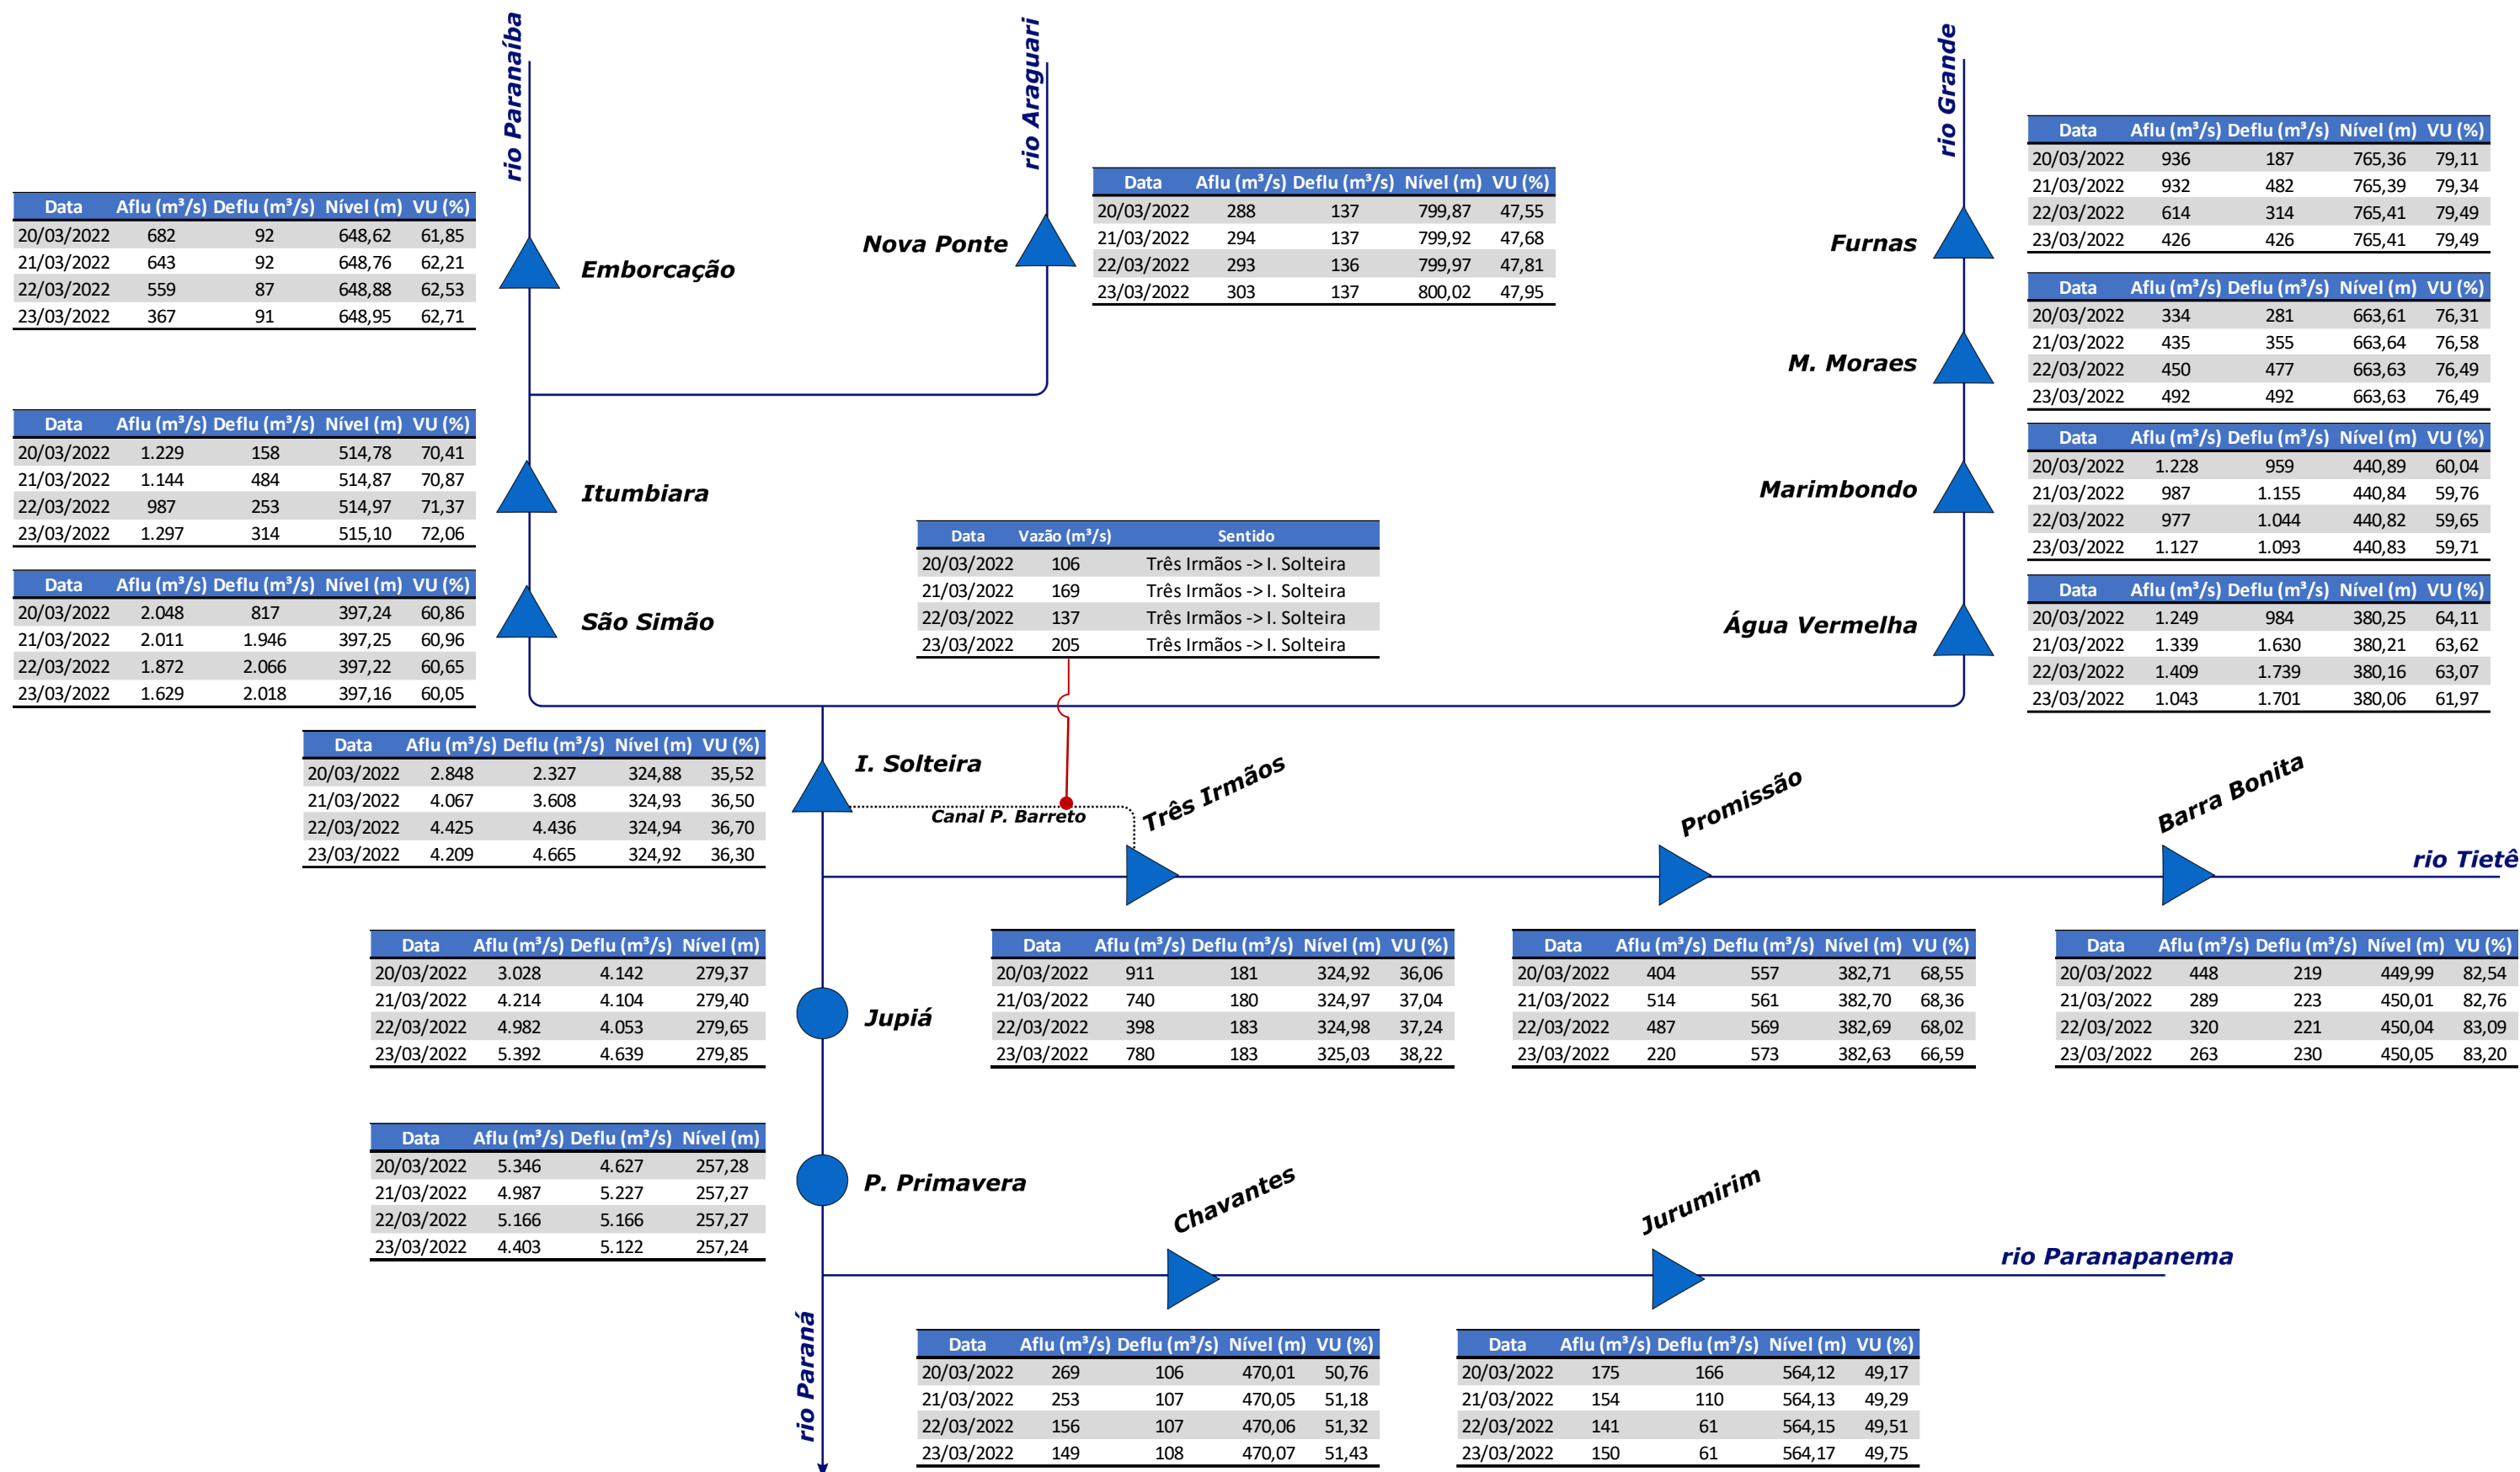 rio Paranaíba
rio Araguari
rio Grande
Data Aflu (m³/s) Deflu (m³/s) Nível (m) VU (%)
20/03/2022 682 92 648,62 61,85
21/03/2022 643 92 648,76 62,21
22/03/2022 559 87 648,88 62,53
23/03/2022 367 91 648,95 62,71
Emborcação
Nova Ponte
Data Aflu (m³/s) Deflu (m³/s) Nível (m) VU (%)
20/03/2022 288 137 799,87 47,55
21/03/2022 294 137 799,92 47,68
22/03/2022 293 136 799,97 47,81
23/03/2022 303 137 800,02 47,95
Furnas
Data Aflu (m³/s) Deflu (m³/s) Nível (m) VU (%)
20/03/2022 936 187 765,36 79,11
21/03/2022 932 482 765,39 79,34
22/03/2022 614 314 765,41 79,49
23/03/2022 426 426 765,41 79,49
M. Moraes
Data Aflu (m³/s) Deflu (m³/s) Nível (m) VU (%)
20/03/2022 334 281 663,61 76,31
21/03/2022 435 355 663,64 76,58
22/03/2022 450 477 663,63 76,49
23/03/2022 492 492 663,63 76,49
Data Aflu (m³/s) Deflu (m³/s) Nível (m) VU (%)
20/03/2022 1.229 158 514,78 70,41
21/03/2022 1.144 484 514,87 70,87
22/03/2022 987 253 514,97 71,37
23/03/2022 1.297 314 515,10 72,06
Itumbiara
Marimbondo
Data Aflu (m³/s) Deflu (m³/s) Nível (m) VU (%)
20/03/2022 1.228 959 440,89 60,04
21/03/2022 987 1.155 440,84 59,76
22/03/2022 977 1.044 440,82 59,65
23/03/2022 1.127 1.093 440,83 59,71
Data Vazão (m³/s) Sentido
20/03/2022 106 Três Irmãos -> I. Solteira
21/03/2022 169 Três Irmãos -> I. Solteira
22/03/2022 137 Três Irmãos -> I. Solteira
23/03/2022 205 Três Irmãos -> I. Solteira
Data Aflu (m³/s) Deflu (m³/s) Nível (m) VU (%)
20/03/2022 2.048 817 397,24 60,86
21/03/2022 2.011 1.946 397,25 60,96
22/03/2022 1.872 2.066 397,22 60,65
23/03/2022 1.629 2.018 397,16 60,05
São Simão
Água Vermelha
Data Aflu (m³/s) Deflu (m³/s) Nível (m) VU (%)
20/03/2022 1.249 984 380,25 64,11
21/03/2022 1.339 1.630 380,21 63,62
22/03/2022 1.409 1.739 380,16 63,07
23/03/2022 1.043 1.701 380,06 61,97
Data Aflu (m³/s) Deflu (m³/s) Nível (m) VU (%)
20/03/2022 2.848 2.327 324,88 35,52
21/03/2022 4.067 3.608 324,93 36,50
22/03/2022 4.425 4.436 324,94 36,70
23/03/2022 4.209 4.665 324,92 36,30
I. Solteira
Canal P. Barreto
Três Irmãos
Promissão
Barra Bonita
rio Tietê
Data Aflu (m³/s) Deflu (m³/s) Nível (m)
20/03/2022 3.028 4.142 279,37
21/03/2022 4.214 4.104 279,40
22/03/2022 4.982 4.053 279,65
23/03/2022 5.392 4.639 279,85
Jupiá
Data Aflu (m³/s) Deflu (m³/s) Nível (m) VU (%)
20/03/2022 911 181 324,92 36,06
21/03/2022 740 180 324,97 37,04
22/03/2022 398 183 324,98 37,24
23/03/2022 780 183 325,03 38,22
Data Aflu (m³/s) Deflu (m³/s) Nível (m) VU (%)
20/03/2022 404 557 382,71 68,55
21/03/2022 514 561 382,70 68,36
22/03/2022 487 569 382,69 68,02
23/03/2022 220 573 382,63 66,59
Data Aflu (m³/s) Deflu (m³/s) Nível (m) VU (%)
20/03/2022 448 219 449,99 82,54
21/03/2022 289 223 450,01 82,76
22/03/2022 320 221 450,04 83,09
23/03/2022 263 230 450,05 83,20
Data Aflu (m³/s) Deflu (m³/s) Nível (m)
20/03/2022 5.346 4.627 257,28
21/03/2022 4.987 5.227 257,27
22/03/2022 5.166 5.166 257,27
23/03/2022 4.403 5.122 257,24
P. Primavera
Chavantes
Jurumirim
rio Paranapanema
rio Paraná
Data Aflu (m³/s) Deflu (m³/s) Nível (m) VU (%)
20/03/2022 269 106 470,01 50,76
21/03/2022 253 107 470,05 51,18
22/03/2022 156 107 470,06 51,32
23/03/2022 149 108 470,07 51,43
Data Aflu (m³/s) Deflu (m³/s) Nível (m) VU (%)
20/03/2022 175 166 564,12 49,17
21/03/2022 154 110 564,13 49,29
22/03/2022 141 61 564,15 49,51
23/03/2022 150 61 564,17 49,75